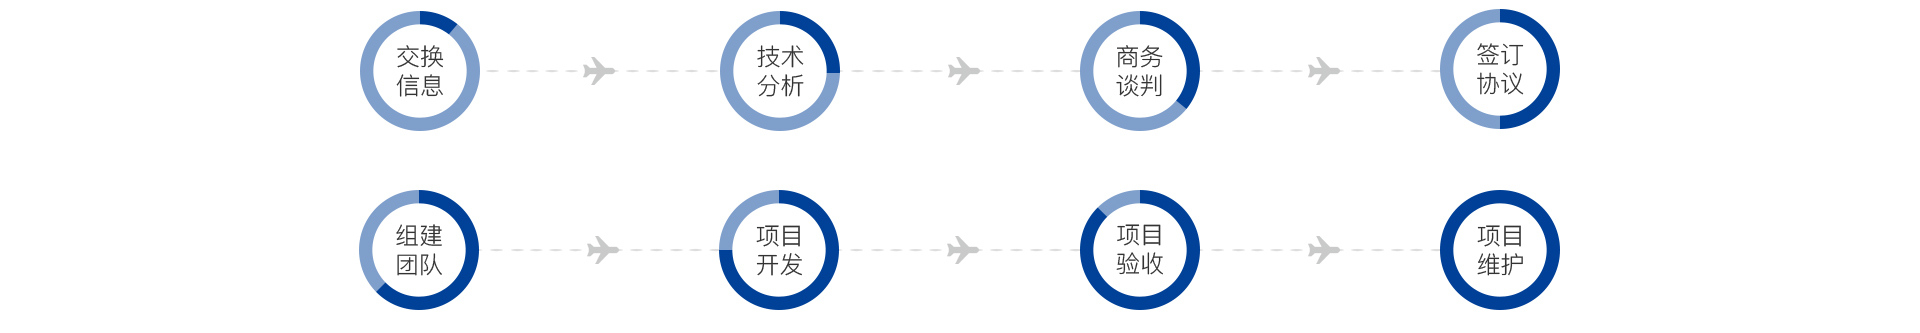 交换
信息
技术
分析
商务
谈判
签订
协议
组建
团队
项目
开发
项目
验收
项目
维护